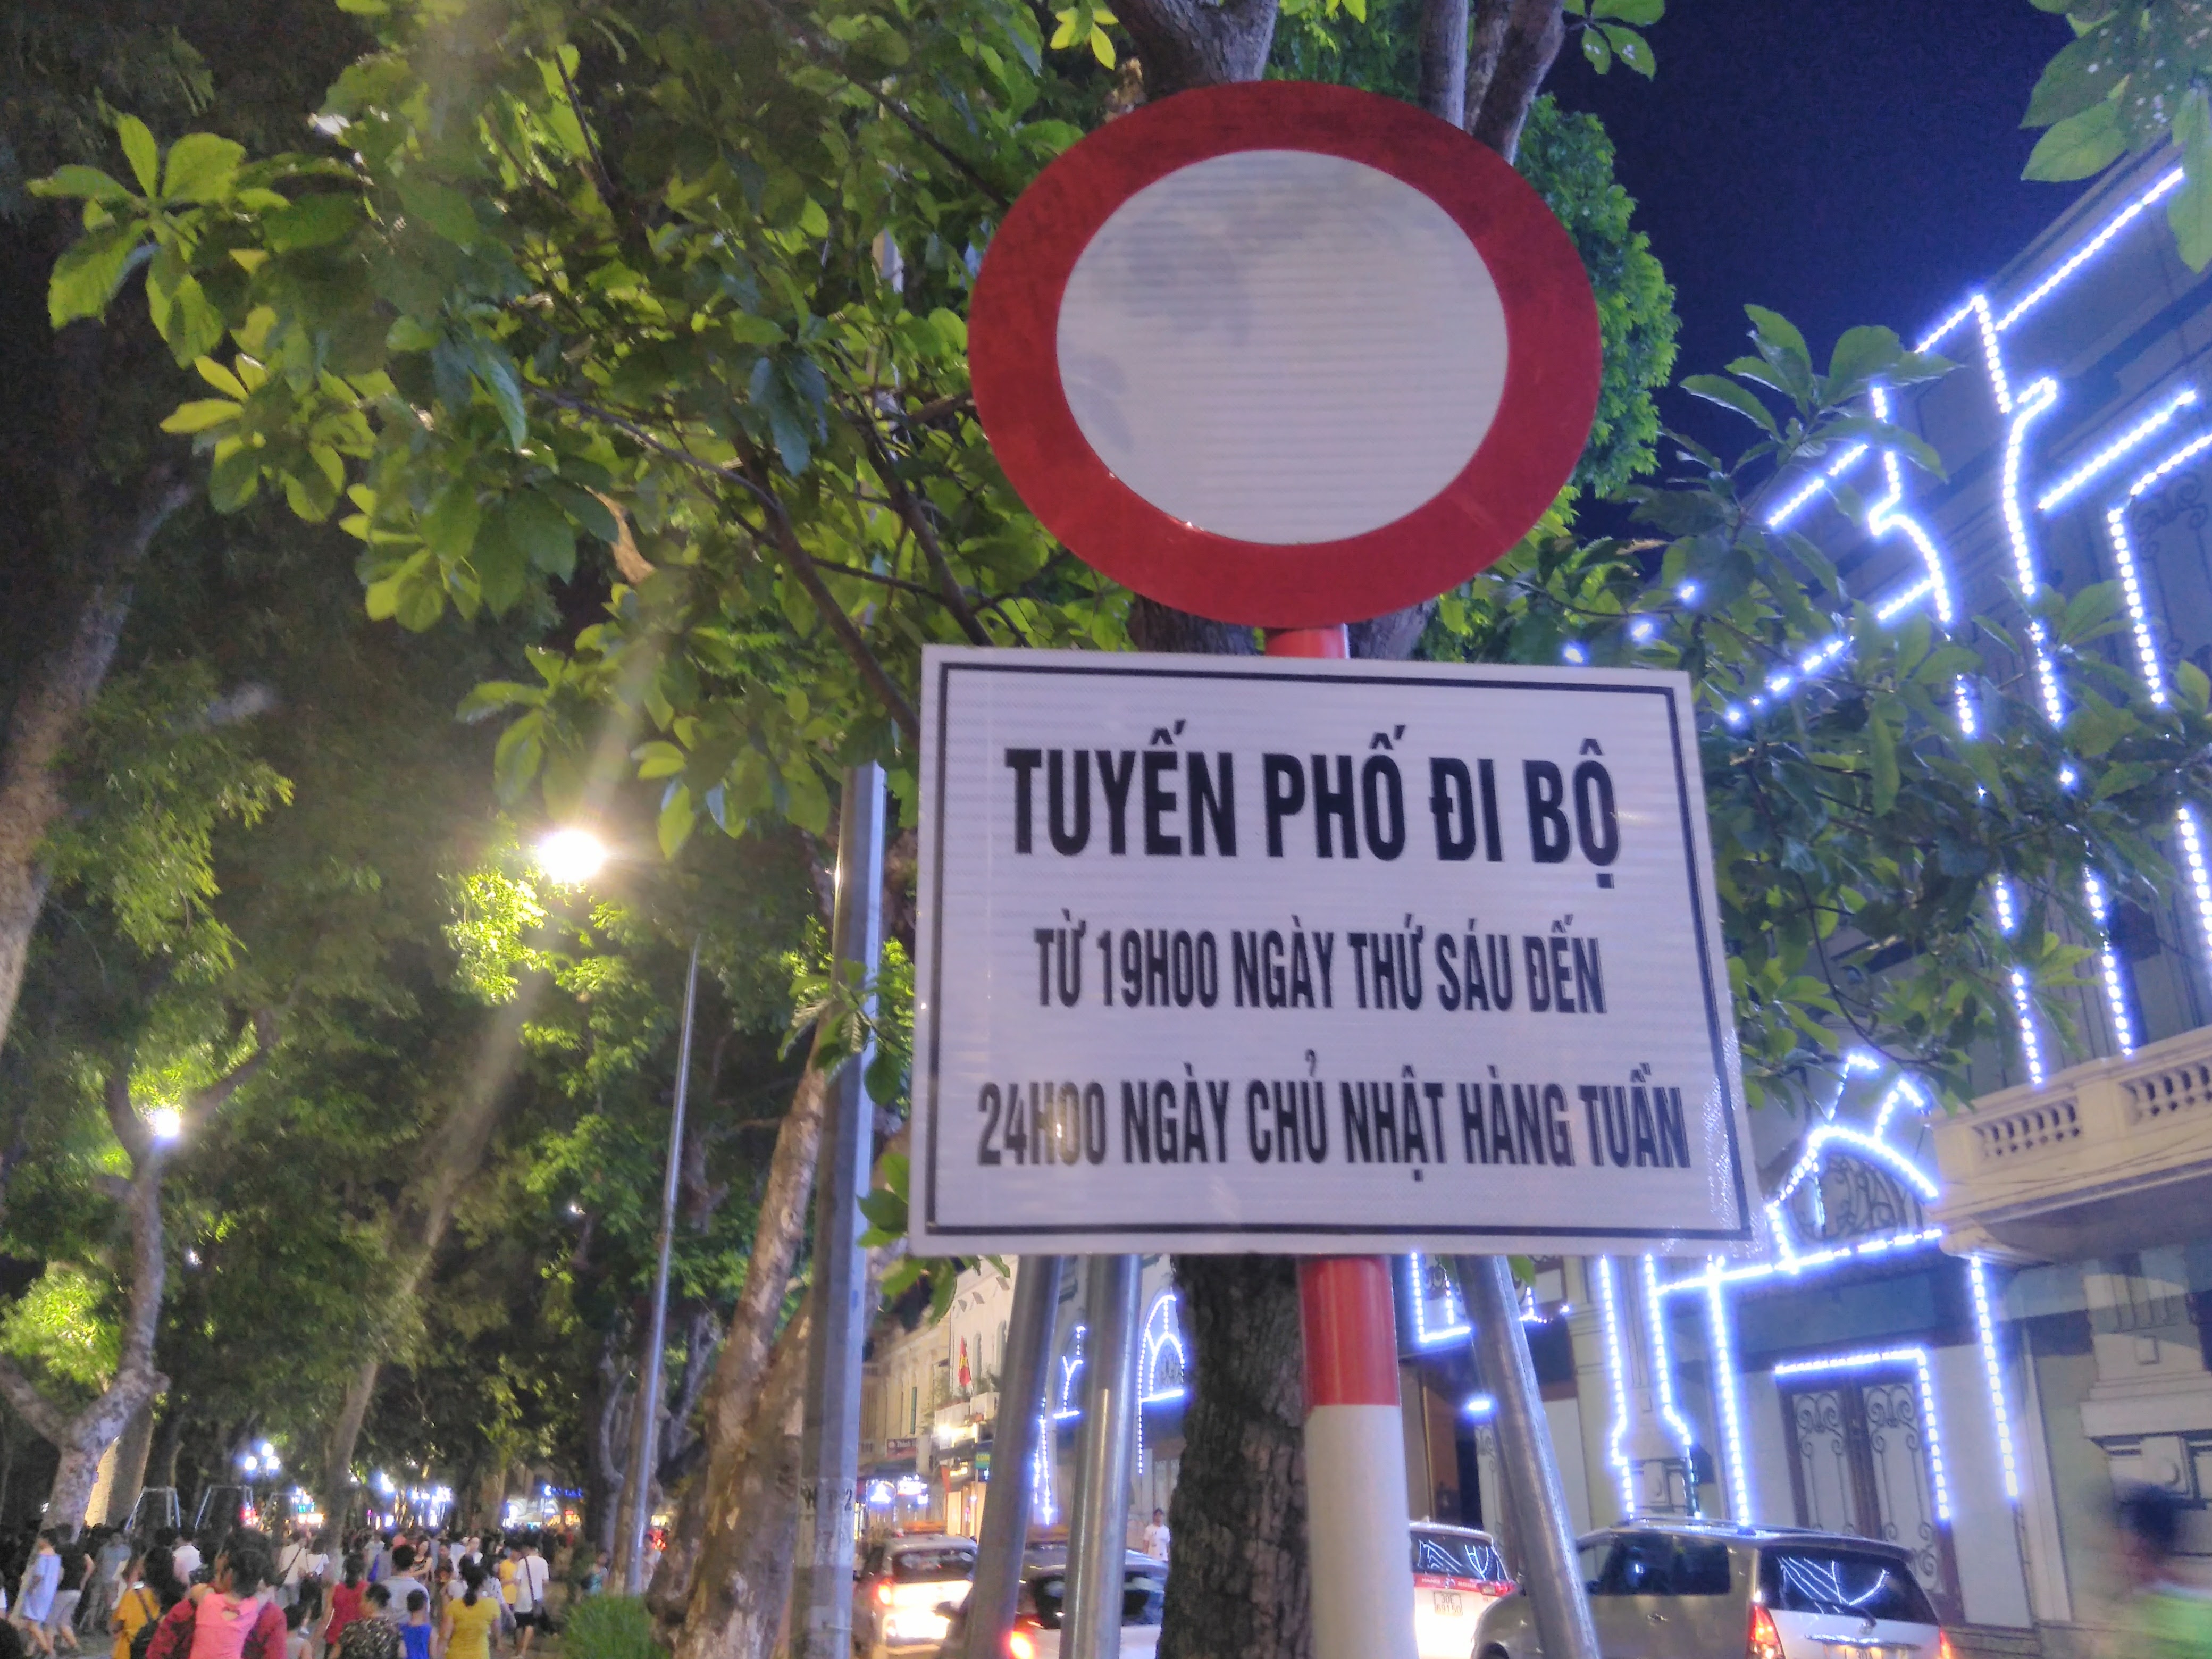 TUYẾN PHỐ ĐI BỘ
TỪ 19H00 NGÀY THỨ SÁU ĐẾN
24H00 NGÀY CHỦ NHẬT HÀNG TUẦN